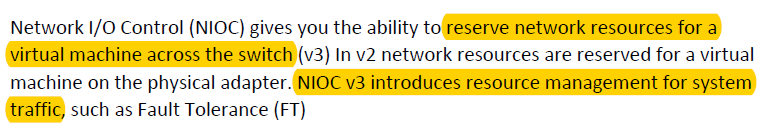 Network I/O Control (NIOC) gives you the ability to reserve network resources for a
virtual machine across the switch (v3) In v2 network resources are reserved for a virtual
machine on the physical adapter. NIOC v3 introduces resource management for system
traffic, such as Fault Tolerance (FT)